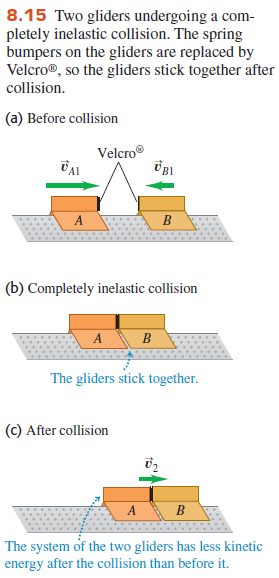 8.15 Two gliders undergoing a com-
pletely inelastic collision. The spring
bumpers on the gliders are replaced by
Velcro®, so the gliders stick together after
collision.
(a) Before collision
Velcro®
v⃗A1
v⃗B1
A
B
(b) Completely inelastic collision
A
B
The gliders stick together.
(c) After collision
v⃗2
A
B
The system of the two gliders has less kinetic
energy after the collision than before it.